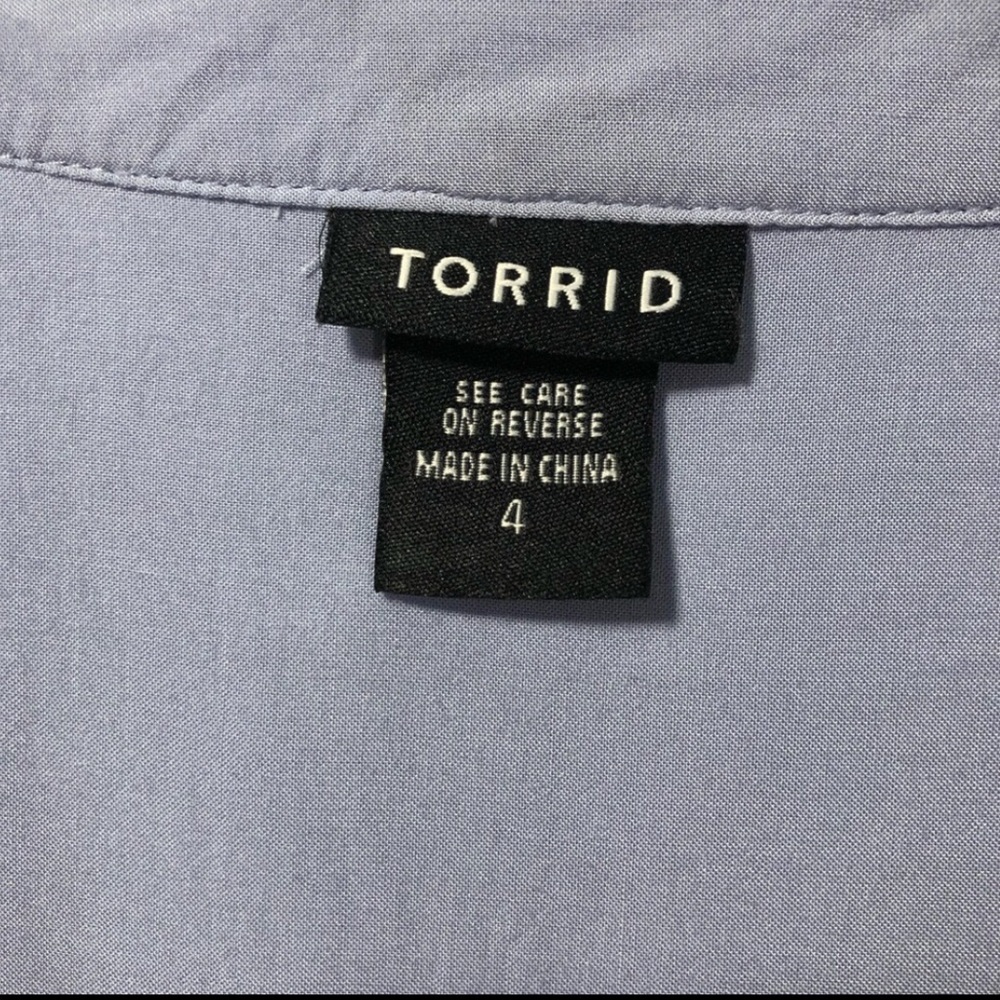 TORRID
SEE CARE
ON REVERSE
MADE IN CHINA
4